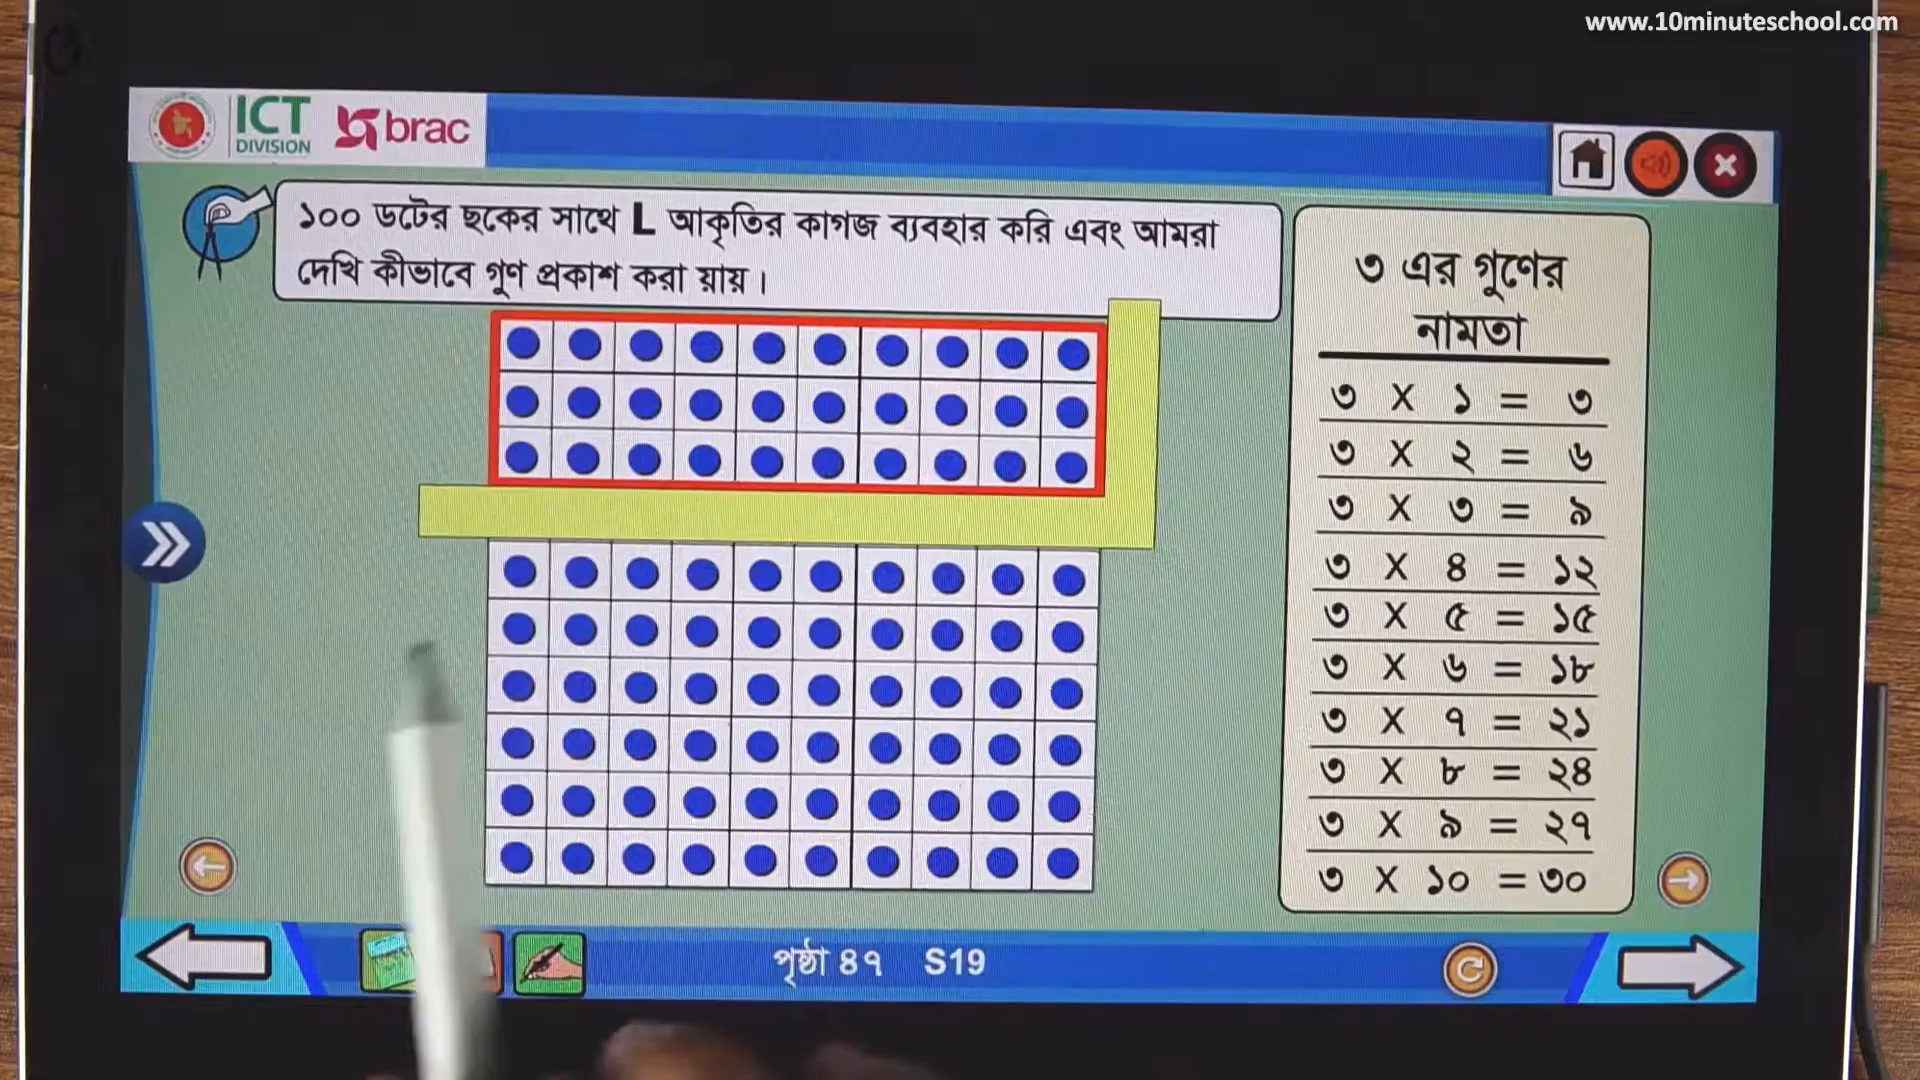 www.10minuteschool.com
ICT
DIVISION
brac
১০০ ডটের ছকের সাথে L আকৃতির কাগজ ব্যবহার করি এবং আমরা
দেখি কীভাবে গুণ প্রকাশ করা যায়।
৩ এর গুণের
নামতা
৩ X ১ = ৩
৩ X ২ = ৬
৩ X ৩ = ৯
৩ X ৪ = ১২
৩ X ৫ = ১৫
৩ X ৬ = ১৮
৩ X ৭ = ২১
৩ X ৮ = ২৪
৩ X ৯ = ২৭
৩ X ১০ = ৩০
পৃষ্ঠা ৪৭ S19